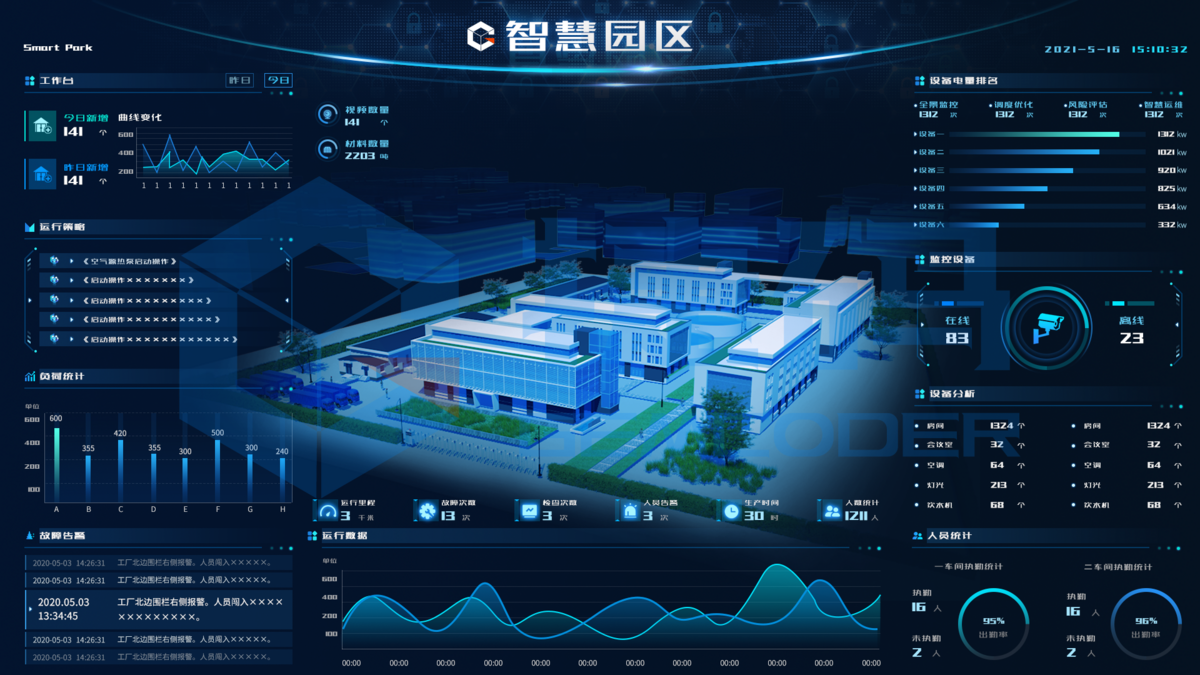 Smart Park
智慧园区
2021-5-16 15:10:32
工作台
昨日 今日
今日新增
141 个
昨日新增
141 个
曲线变化
600
400
200
1 1 1 1 1 1 1 1 1 1 1 1
视频数量
141 个
材料数量
2203 吨
运行策略
《空气源热泵启动操作》
《启动操作×××××××》
《启动操作×××××××××》
《启动操作××××××××××》
《启动操作××××××××××××》
负荷统计
单位
600
400
200
100
600 355 420 355 300 500 300 240
A B C D E F G H
故障告警
2020-05-03 14:26:31 工厂北边围栏右侧报警。人员闯入×××××。
2020-05-03 14:26:31 工厂北边围栏右侧报警。人员闯入×××××。
2020.05.03
13:34:45
工厂北边围栏右侧报警。人员闯入××××
×××××××××。
2020-05-03 14:26:31 工厂北边围栏右侧报警。人员闯入×××××。
2020-05-03 14:26:31 工厂北边围栏右侧报警。人员闯入×××××。
运行里程
3 千米
故障次数
13 次
检查次数
3 次
人员告警
3 次
生产时间
30 时
人数统计
1211 人
运行数据
单位
600
400
200
100
00:00 00:00 00:00 00:00 00:00 00:00 00:00 00:00 00:00 00:00 00:00 00:00
设备电量排名
全景监控
1312 次
调度优化
1312 次
风险评估
1312 次
智慧运维
1312 次
设备一 1312 kw
设备二 1021 kw
设备三 920 kw
设备四 825 kw
设备五 634 kw
设备六 332 kw
监控设备
在线
83
离线
23
设备分析
房间 1324 个 房间 1324 个
会议室 32 个 会议室 32 个
空调 64 个 空调 64 个
灯光 213 个 灯光 213 个
饮水机 68 个 饮水机 68 个
人员统计
一车间执勤统计
执勤
16 人
未执勤
2 人
95%
出勤率
二车间执勤统计
执勤
16 人
未执勤
2 人
96%
出勤率